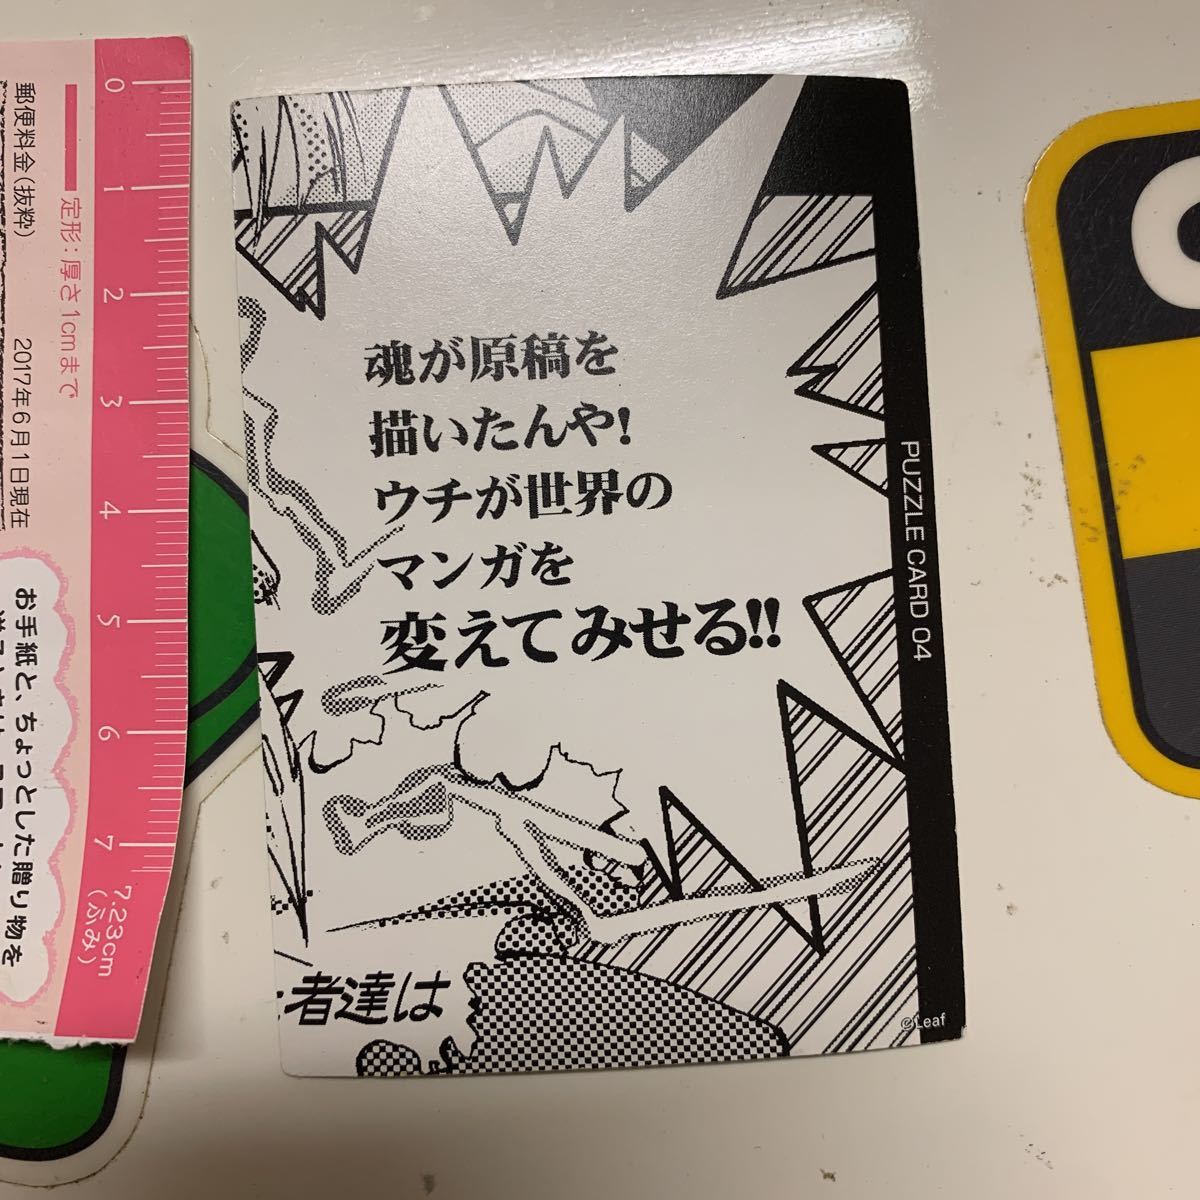 魂が原稿を
描いたんや!
ウチが世界の
マンガを
変えてみせる!!
PUZZLE CARD 04
者達は
©Leaf
0
1
2
3
4
5
6
7
7.23cm
(ふみ)
定形:厚さ1cmまで
郵便料金(抜粋)
2017年6月1日現在
お手紙と、ちょっとした贈り物を